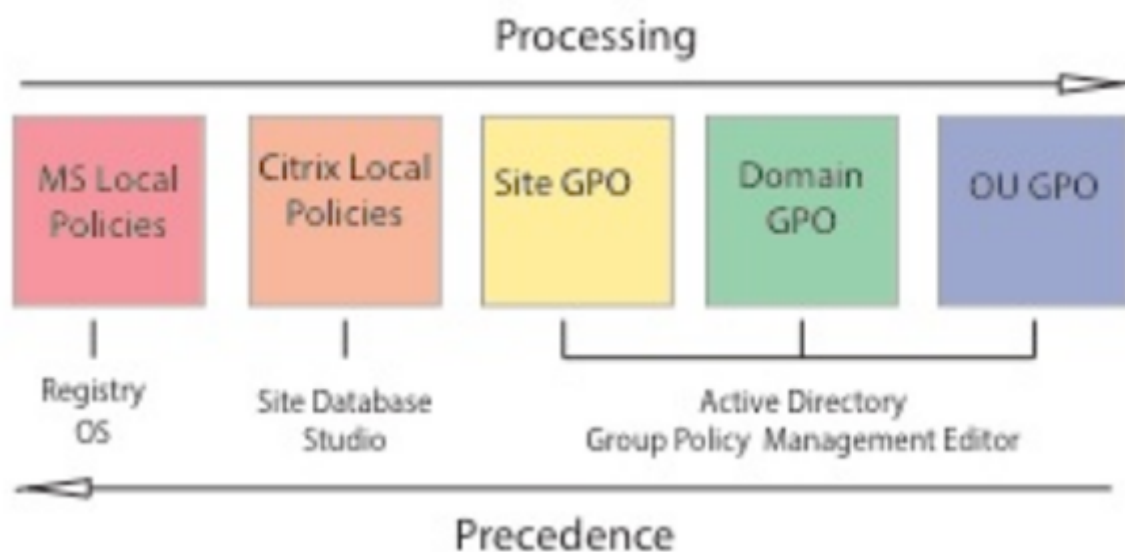 Processing
MS Local
Policies
Citrix Local
Policies
Site GPO
Domain
GPO
OU GPO
Registry
OS
Site Database
Studio
Active Directory
Group Policy Management Editor
Precedence